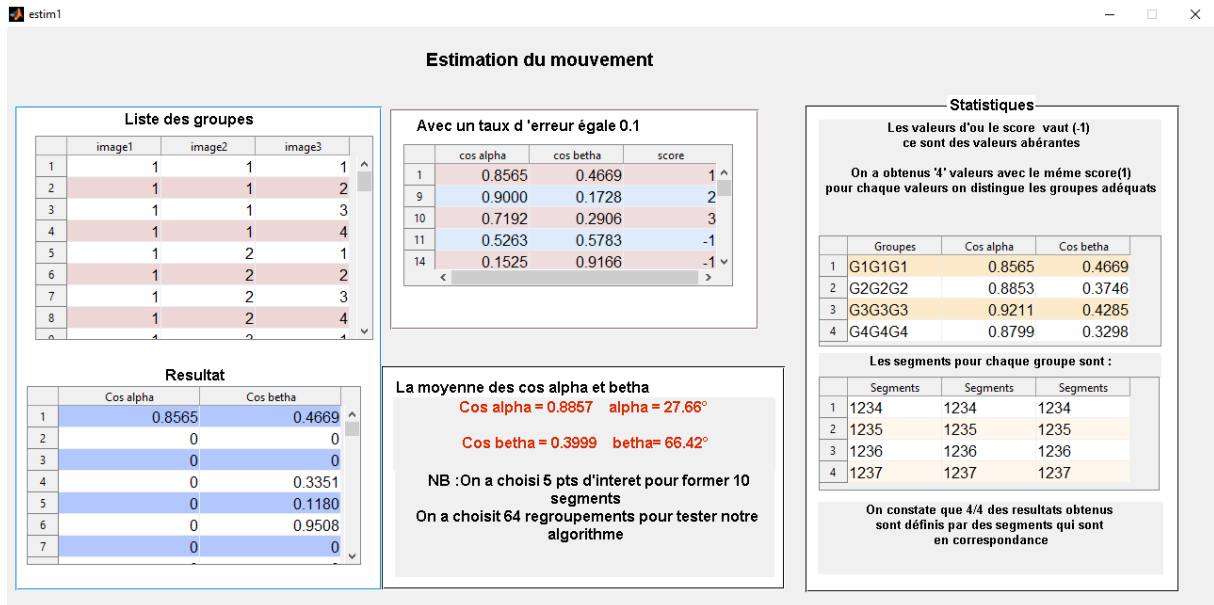 estim1
Estimation du mouvement
Liste des groupes
image1 image2 image3
1 1 1 1
2 1 1 2
3 1 1 3
4 1 1 4
5 1 2 1
6 1 2 2
7 1 2 3
8 1 2 4
Resultat
Cos alpha Cos betha
1 0.8565 0.4669
2 0 0
3 0 0
4 0 0.3351
5 0 0.1180
6 0 0.9508
7 0 0
Avec un taux d 'erreur égale 0.1
cos alpha cos betha score
1 0.8565 0.4669 1
9 0.9000 0.1728 2
10 0.7192 0.2906 3
11 0.5263 0.5783 -1
14 0.1525 0.9166 -1
La moyenne des cos alpha et betha
Cos alpha = 0.8857 alpha = 27.66°
Cos betha = 0.3999 betha= 66.42°
NB :On a choisi 5 pts d'interet pour former 10
segments
On a choisit 64 regroupements pour tester notre
algorithme
Statistiques
Les valeurs d'ou le score vaut (-1)
ce sont des valeurs abérantes
On a obtenus '4' valeurs avec le méme score(1)
pour chaque valeurs on distingue les groupes adéquats
Groupes Cos alpha Cos betha
1 G1G1G1 0.8565 0.4669
2 G2G2G2 0.8853 0.3746
3 G3G3G3 0.9211 0.4285
4 G4G4G4 0.8799 0.3298
Les segments pour chaque groupe sont :
Segments Segments Segments
1 1234 1234 1234
2 1235 1235 1235
3 1236 1236 1236
4 1237 1237 1237
On constate que 4/4 des resultats obtenus
sont définis par des segments qui sont
en correspondance